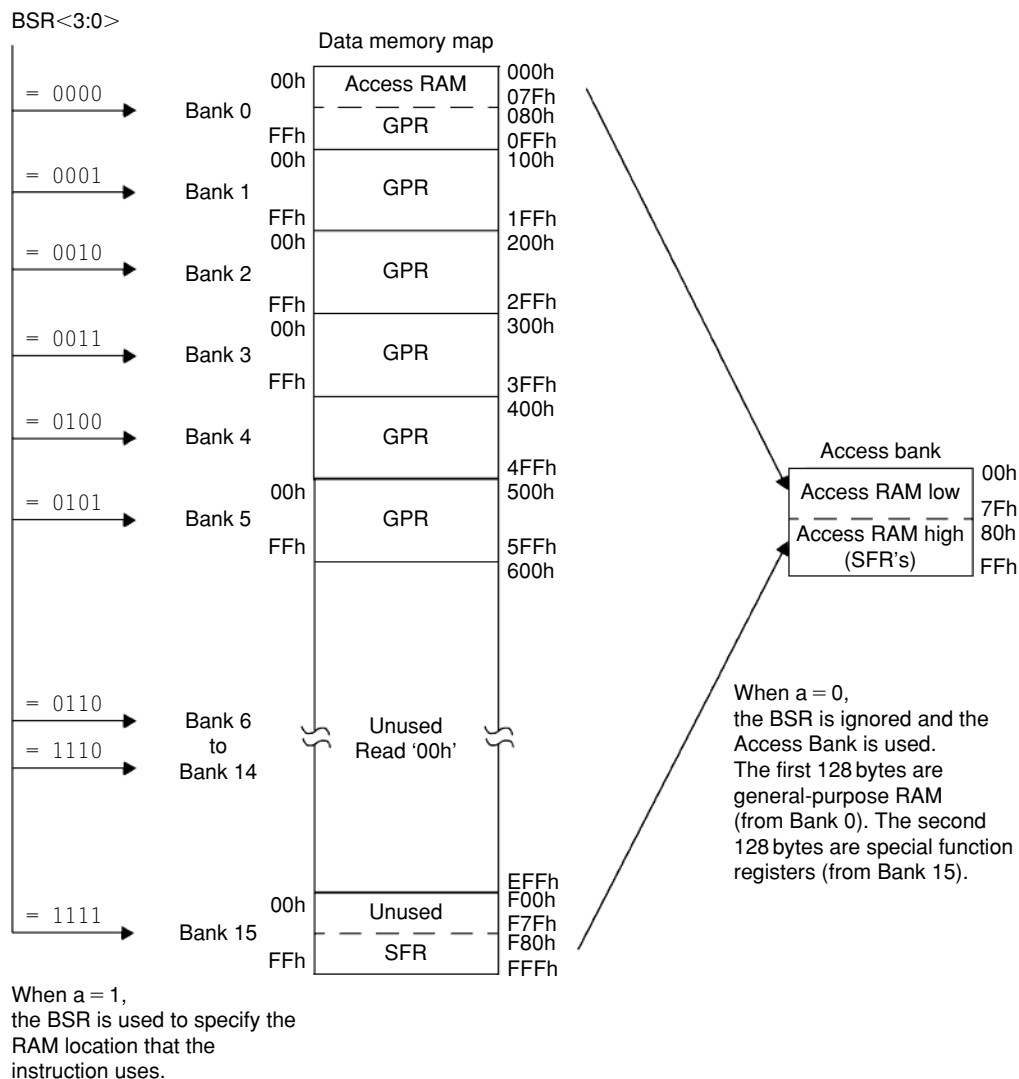 BSR<3:0>
Data memory map
= 0000
Bank 0
00h
Access RAM
000h
07Fh
FFh
GPR
080h
0FFh
= 0001
Bank 1
00h
GPR
100h
FFh
1FFh
= 0010
Bank 2
00h
GPR
200h
FFh
2FFh
= 0011
Bank 3
00h
GPR
300h
FFh
3FFh
= 0100
Bank 4
GPR
400h
4FFh
= 0101
Bank 5
00h
GPR
500h
FFh
5FFh
600h
= 0110
= 1110
Bank 6
to
Bank 14
Unused
Read ‘00h’
EFFh
= 1111
Bank 15
00h
Unused
F00h
F7Fh
FFh
SFR
F80h
FFFh
When a = 1,
the BSR is used to specify the
RAM location that the
instruction uses.
Access bank
Access RAM low
00h
7Fh
Access RAM high
(SFR's)
80h
FFh
When a = 0,
the BSR is ignored and the
Access Bank is used.
The first 128 bytes are
general-purpose RAM
(from Bank 0). The second
128 bytes are special function
registers (from Bank 15).